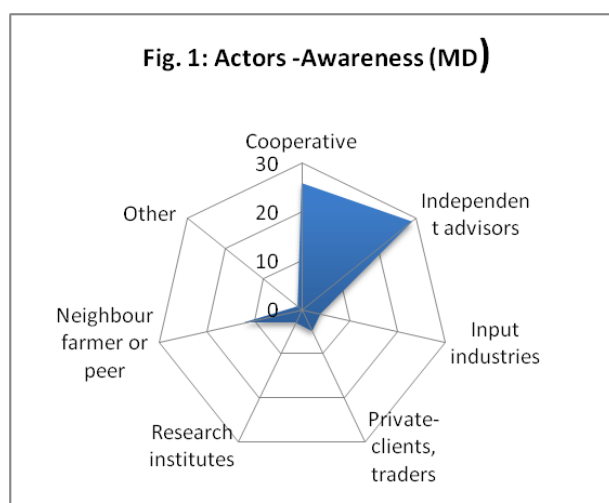 Fig. 1: Actors -Awareness (MD)
Cooperative
30
Independen
t advisors
20
Other
10
0
Neighbour
farmer or
peer
Input
industries
Research
institutes
Private-
clients,
traders